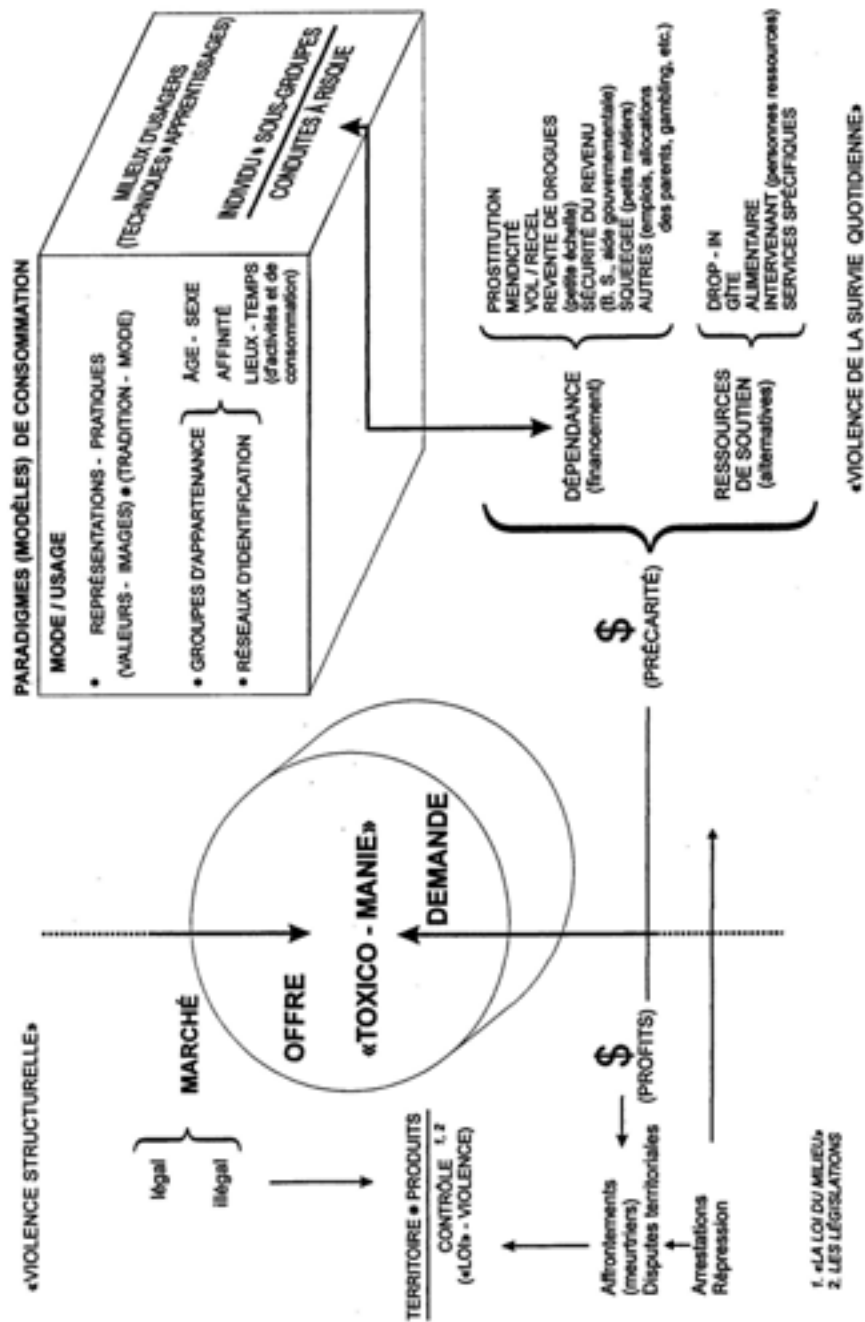 «VIOLENCE STRUCTURELLE»
MARCHÉ
légal
illégal
TERRITOIRE ● PRODUITS
CONTRÔLE 1, 2
(«LOI» - VIOLENCE)
Affrontements
(meurtriers)
Disputes territoriales
Arrestations
Répression
1. «LA LOI DU MILIEU»
2. LES LÉGISLATIONS
OFFRE
«TOXICO - MANIE»
DEMANDE
$
(PROFITS)
$
(PRÉCARITÉ)
PARADIGMES (MODÈLES) DE CONSOMMATION
MODE / USAGE
● REPRÉSENTATIONS - PRATIQUES
(VALEURS - IMAGES) ● (TRADITION - MODE)
● GROUPES D'APPARTENANCE
● RÉSEAUX D'IDENTIFICATION
ÂGE - SEXE
AFFINITÉ
LIEUX - TEMPS
(d'activités et de
consommation)
MILIEUX D'USAGERS
(TECHNIQUES ● APPRENTISSAGES)
INDIVIDU ● SOUS-GROUPES
CONDUITES À RISQUE
DÉPENDANCE
(financement)
PROSTITUTION
MENDICITÉ
VOL / RECEL
REVENTE DE DROGUES
(petite échelle)
SÉCURITÉ DU REVENU
(B. S., aide gouvernementale)
SQUEEGEE (petits métiers)
AUTRES (emplois, allocations
des parents, gambling, etc.)
RESSOURCES
DE SOUTIEN
(alternatives)
DROP - IN
GÎTE
ALIMENTAIRE
INTERVENANT (personnes ressources)
SERVICES SPÉCIFIQUES
«VIOLENCE DE LA SURVIE QUOTIDIENNE»